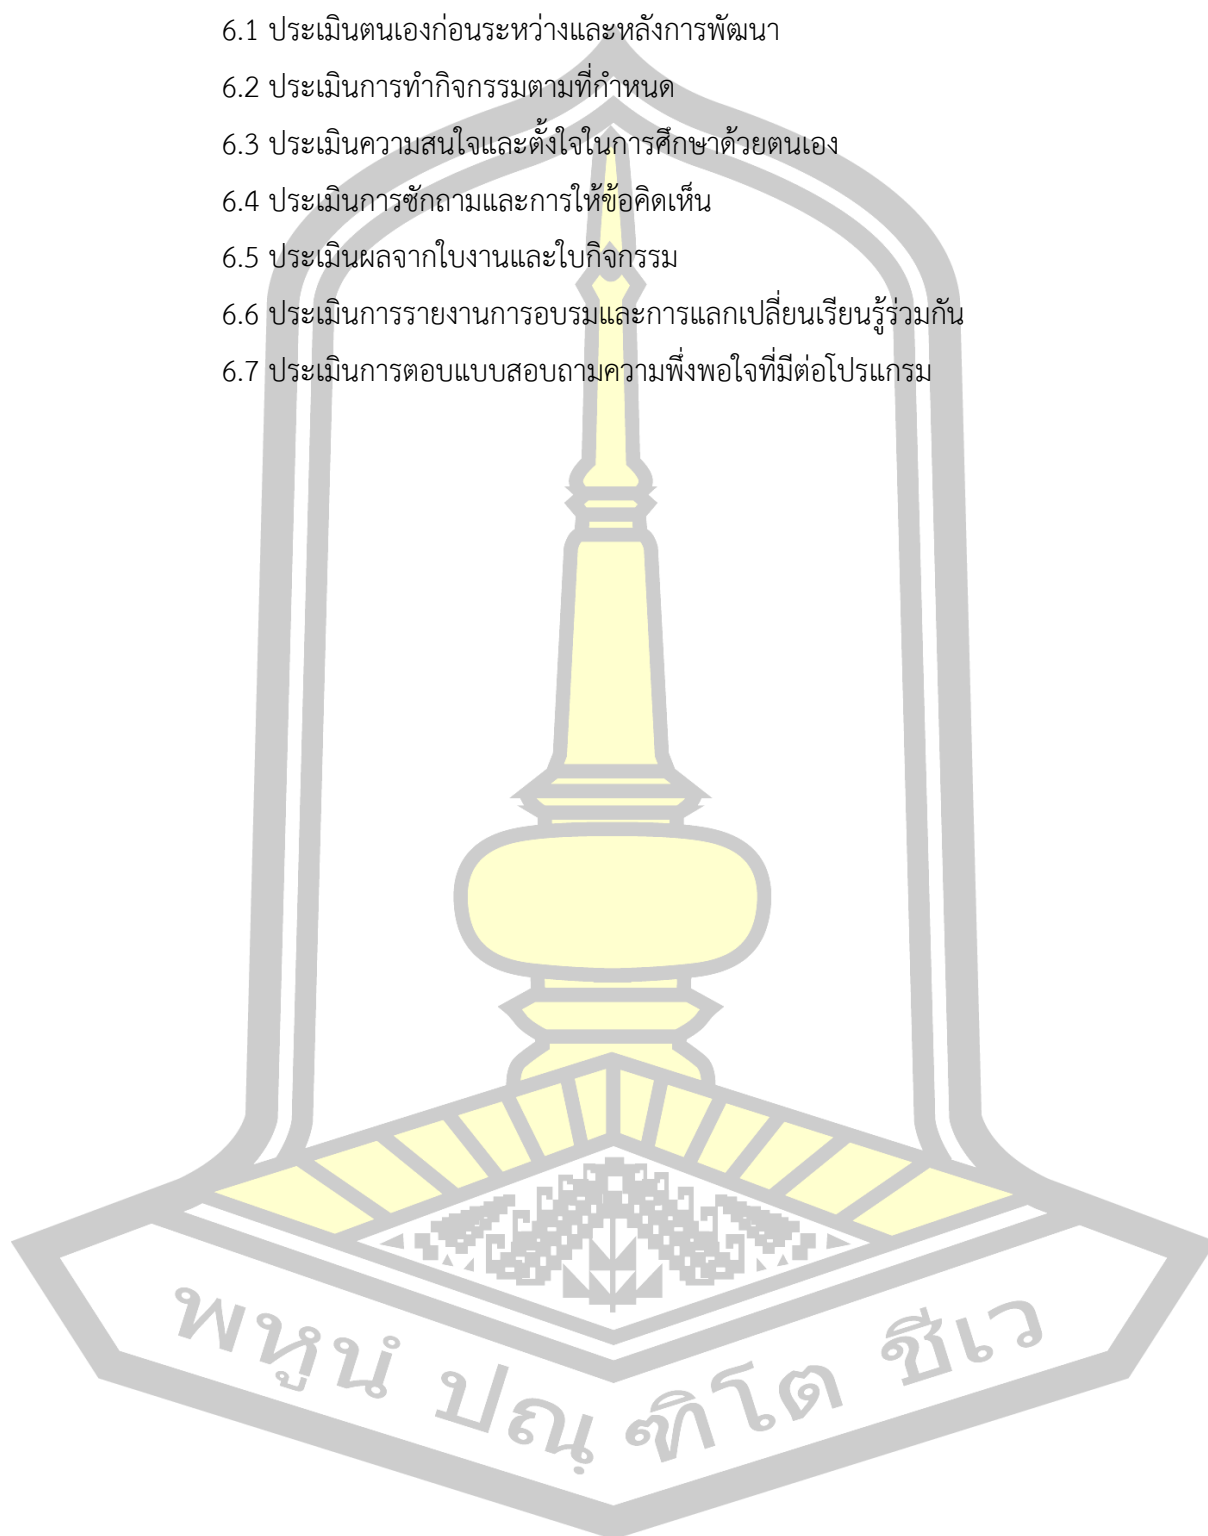 6.1 ประเมินตนเองก่อนระหว่างและหลังการพัฒนา
6.2 ประเมินการทำกิจกรรมตามที่กำหนด
6.3 ประเมินความสนใจและตั้งใจในการศึกษาด้วยตนเอง
6.4 ประเมินการซักถามและการให้ข้อคิดเห็น
6.5 ประเมินผลจากใบงานและใบกิจกรรม
6.6 ประเมินการรายงานการอบรมและการแลกเปลี่ยนเรียนรู้ร่วมกัน
6.7 ประเมินการตอบแบบสอบถามความพึ่งพอใจที่มีต่อโปรแกรม
พหูนํ ปณฺ ฑิโต ชีเว